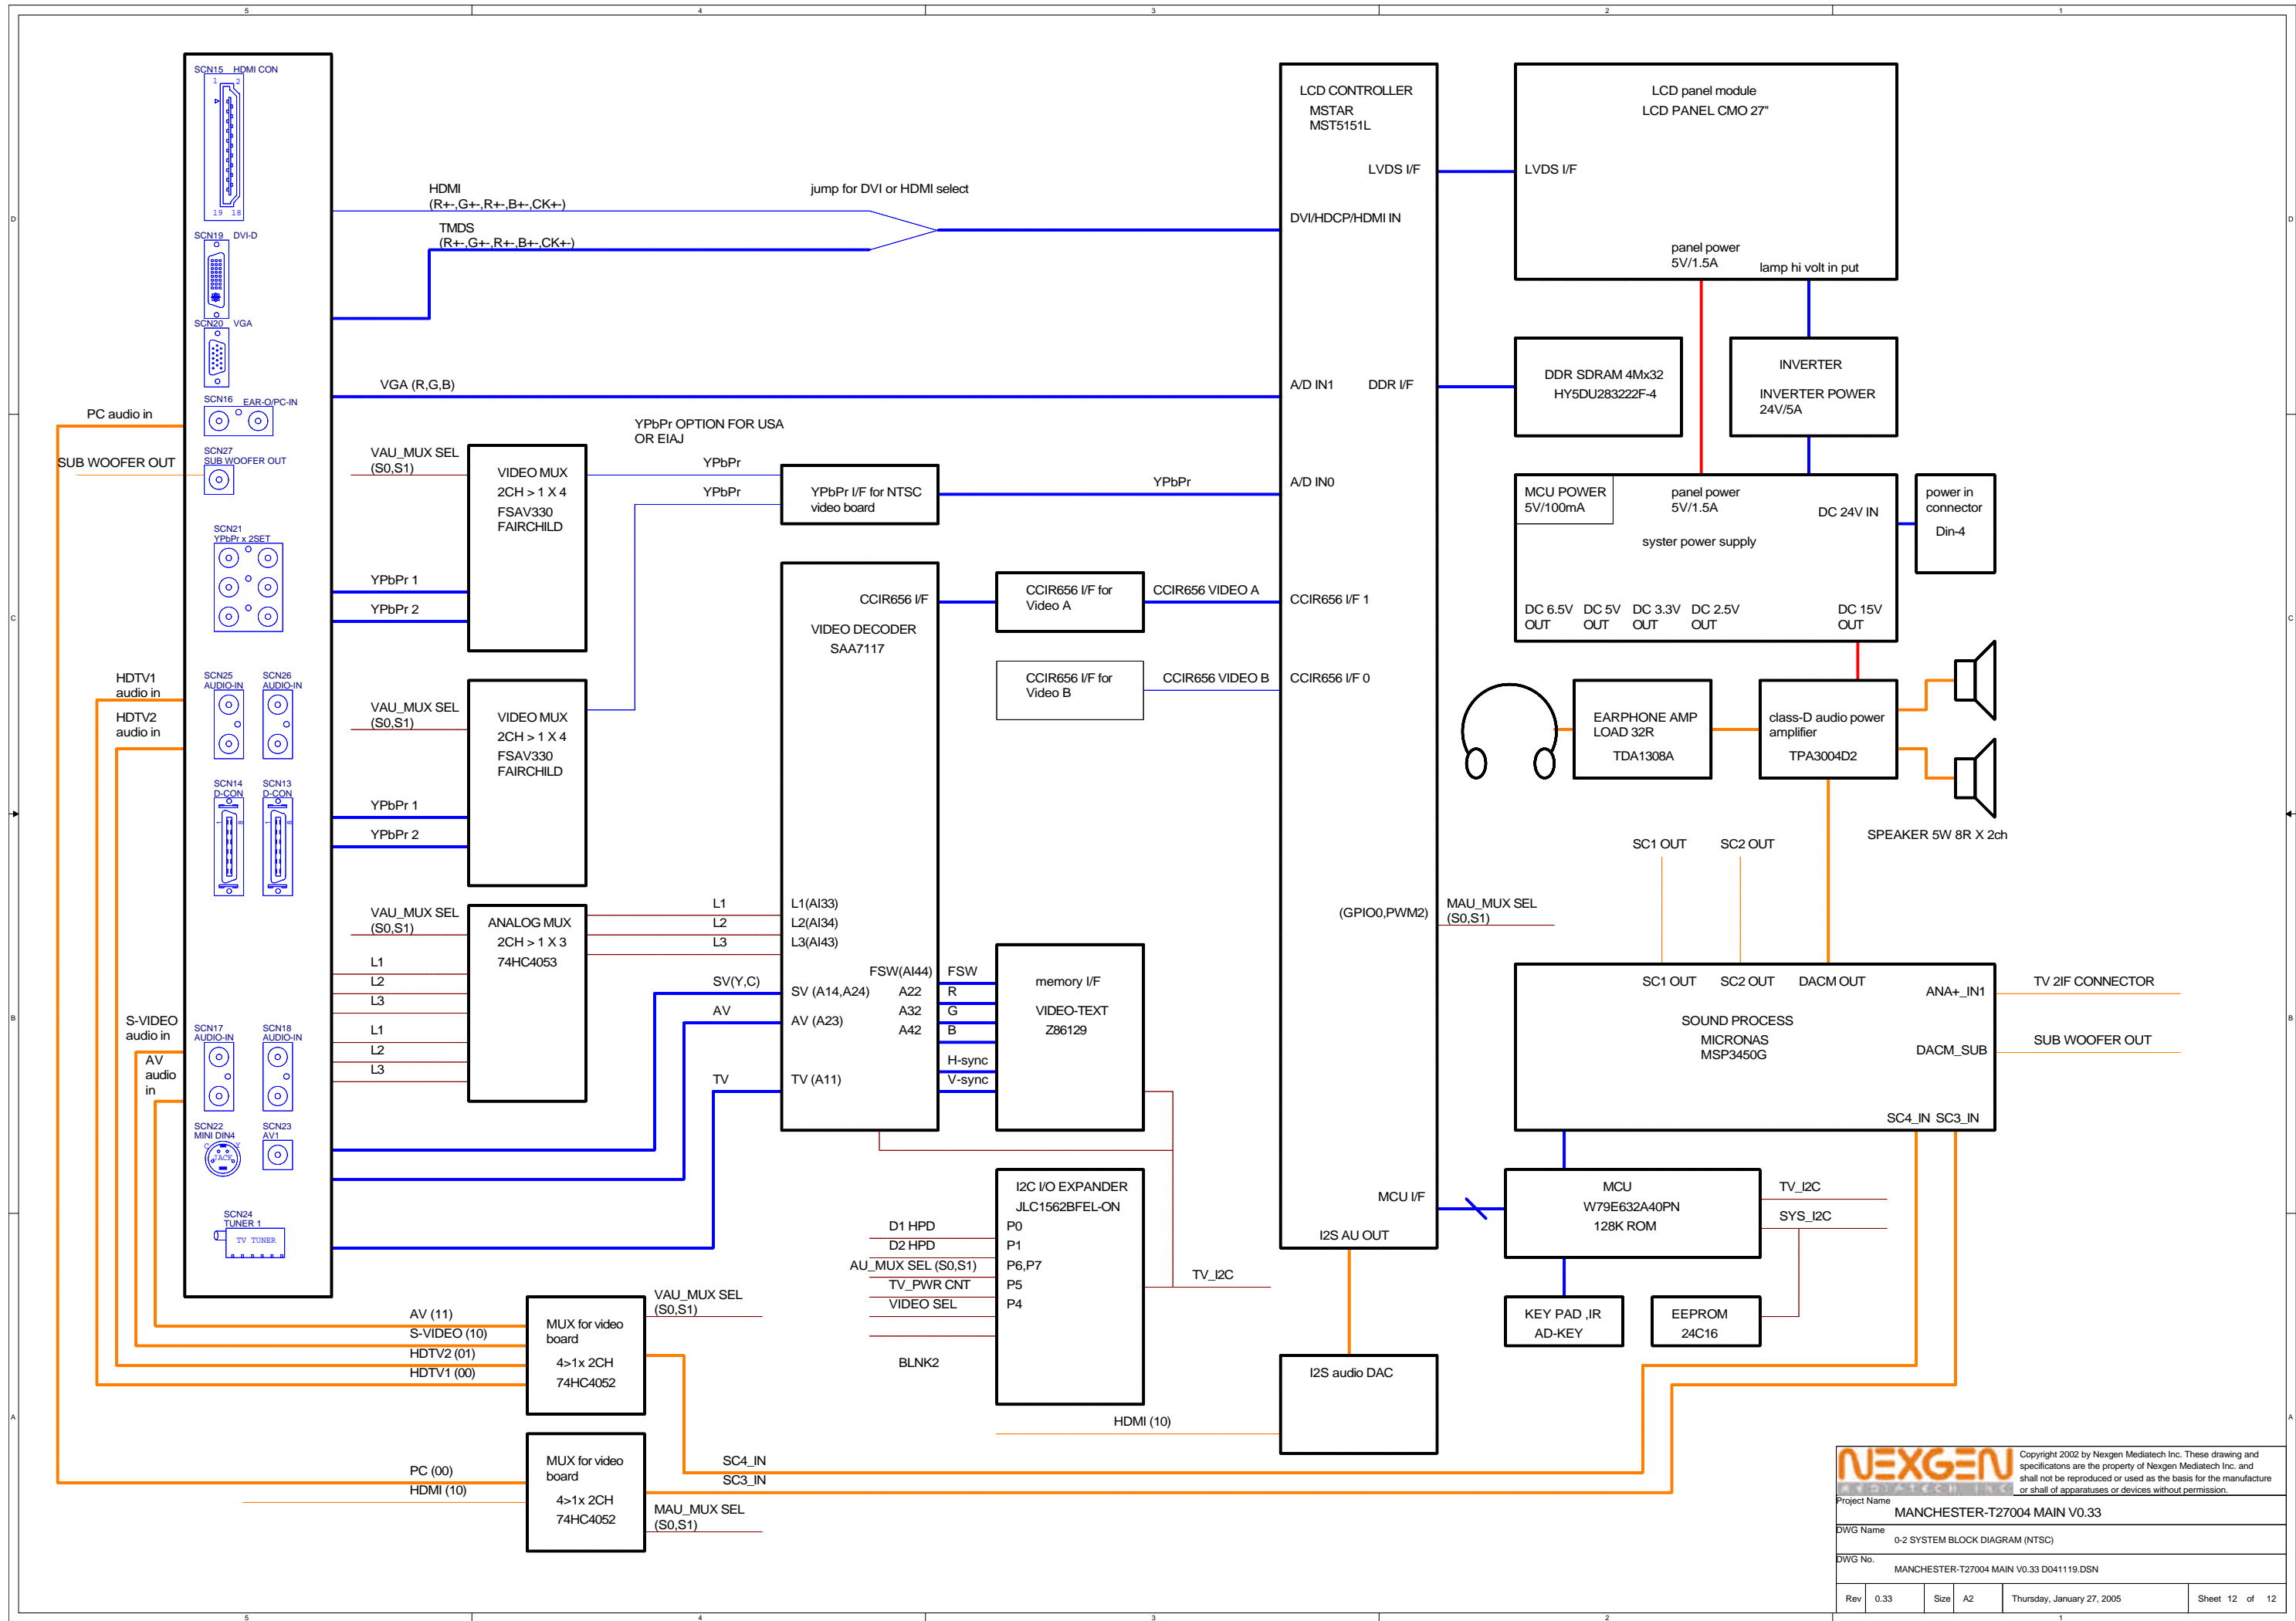 5 4 3 2 1
SCN15 HDMI CON
1 2
19 18
SCN19 DVI-D
SCN20 VGA
SCN16 EAR-O/PC-IN
SCN27
SUB WOOFER OUT
SCN21
YPbPr x 2SET
SCN25
AUDIO-IN
SCN26
AUDIO-IN
SCN14
D-CON
1 8
SCN13
D-CON
1 8
SCN17
AUDIO-IN
SCN18
AUDIO-IN
SCN22
MINI DIN4
C Y
JACK
SCN23
AV1
SCN24
TUNER 1
TV TUNER
PC audio in
SUB WOOFER OUT
HDTV1
audio in
HDTV2
audio in
S-VIDEO
audio in
AV
audio
in
HDMI
(R+-,G+-,R+-,B+-,CK+-)
TMDS
(R+-,G+-,R+-,B+-,CK+-)
jump for DVI or HDMI select
VGA (R,G,B)
YPbPr OPTION FOR USA
OR EIAJ
VAU_MUX SEL
(S0,S1)
VIDEO MUX
2CH > 1 X 4
FSAV330
FAIRCHILD
YPbPr 1
YPbPr 2
YPbPr
YPbPr
YPbPr I/F for NTSC
video board
YPbPr
VAU_MUX SEL
(S0,S1)
VIDEO MUX
2CH > 1 X 4
FSAV330
FAIRCHILD
YPbPr 1
YPbPr 2
VAU_MUX SEL
(S0,S1)
ANALOG MUX
2CH > 1 X 3
74HC4053
L1
L2
L3
L1
L2
L3
L1
L2
L3
SV(Y,C)
AV
TV
CCIR656 I/F
VIDEO DECODER
SAA7117
L1(AI33)
L2(AI34)
L3(AI43)
FSW(AI44)
SV (A14,A24)
A22
A32
AV (A23)
A42
TV (A11)
FSW
R
G
B
H-sync
V-sync
memory I/F
VIDEO-TEXT
Z86129
CCIR656 I/F for
Video A
CCIR656 VIDEO A
CCIR656 I/F for
Video B
CCIR656 VIDEO B
I2C I/O EXPANDER
JLC1562BFEL-ON
P0
P1
P6,P7
P5
P4
D1 HPD
D2 HPD
AU_MUX SEL (S0,S1)
TV_PWR CNT
VIDEO SEL
BLNK2
TV_I2C
AV (11)
S-VIDEO (10)
HDTV2 (01)
HDTV1 (00)
MUX for video
board
4>1x 2CH
74HC4052
VAU_MUX SEL
(S0,S1)
PC (00)
HDMI (10)
MUX for video
board
4>1x 2CH
74HC4052
MAU_MUX SEL
(S0,S1)
SC4_IN
SC3_IN
HDMI (10)
I2S audio DAC
LCD CONTROLLER
MSTAR
MST5151L
LVDS I/F
DVI/HDCP/HDMI IN
A/D IN1
DDR I/F
A/D IN0
CCIR656 I/F 1
CCIR656 I/F 0
(GPIO0,PWM2)
MCU I/F
I2S AU OUT
MAU_MUX SEL
(S0,S1)
LCD panel module
LCD PANEL CMO 27"
LVDS I/F
panel power
5V/1.5A
lamp hi volt in put
DDR SDRAM 4Mx32
HY5DU283222F-4
INVERTER
INVERTER POWER
24V/5A
MCU POWER
5V/100mA
panel power
5V/1.5A
DC 24V IN
syster power supply
DC 6.5V
OUT
DC 5V
OUT
DC 3.3V
OUT
DC 2.5V
OUT
DC 15V
OUT
power in
connector
Din-4
EARPHONE AMP
LOAD 32R
TDA1308A
class-D audio power
amplifier
TPA3004D2
SPEAKER 5W 8R X 2ch
SC1 OUT
SC2 OUT
SC1 OUT
SC2 OUT
DACM OUT
ANA+_IN1
SOUND PROCESS
MICRONAS
MSP3450G
DACM_SUB
SC4_IN SC3_IN
TV 2IF CONNECTOR
SUB WOOFER OUT
MCU
W79E632A40PN
128K ROM
TV_I2C
SYS_I2C
KEY PAD ,IR
AD-KEY
EEPROM
24C16
NEXGEN
MEDIATECH INC.
Copyright 2002 by Nexgen Mediatech Inc. These drawing and
specificatons are the property of Nexgen Mediatech Inc. and
shall not be reproduced or used as the basis for the manufacture
or shall of apparatuses or devices without permission.
Project Name
MANCHESTER-T27004 MAIN V0.33
DWG Name
0-2 SYSTEM BLOCK DIAGRAM (NTSC)
DWG No.
MANCHESTER-T27004 MAIN V0.33 D041119.DSN
Rev 0.33 Size A2 Thursday, January 27, 2005 Sheet 12 of 12
D
C
B
A
D
C
B
A
5 4 3 2 1